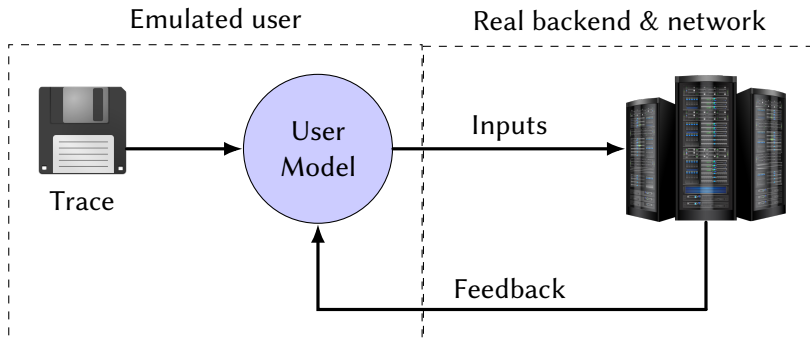 Emulated user
Real backend & network
User
Model
Inputs
Trace
Feedback